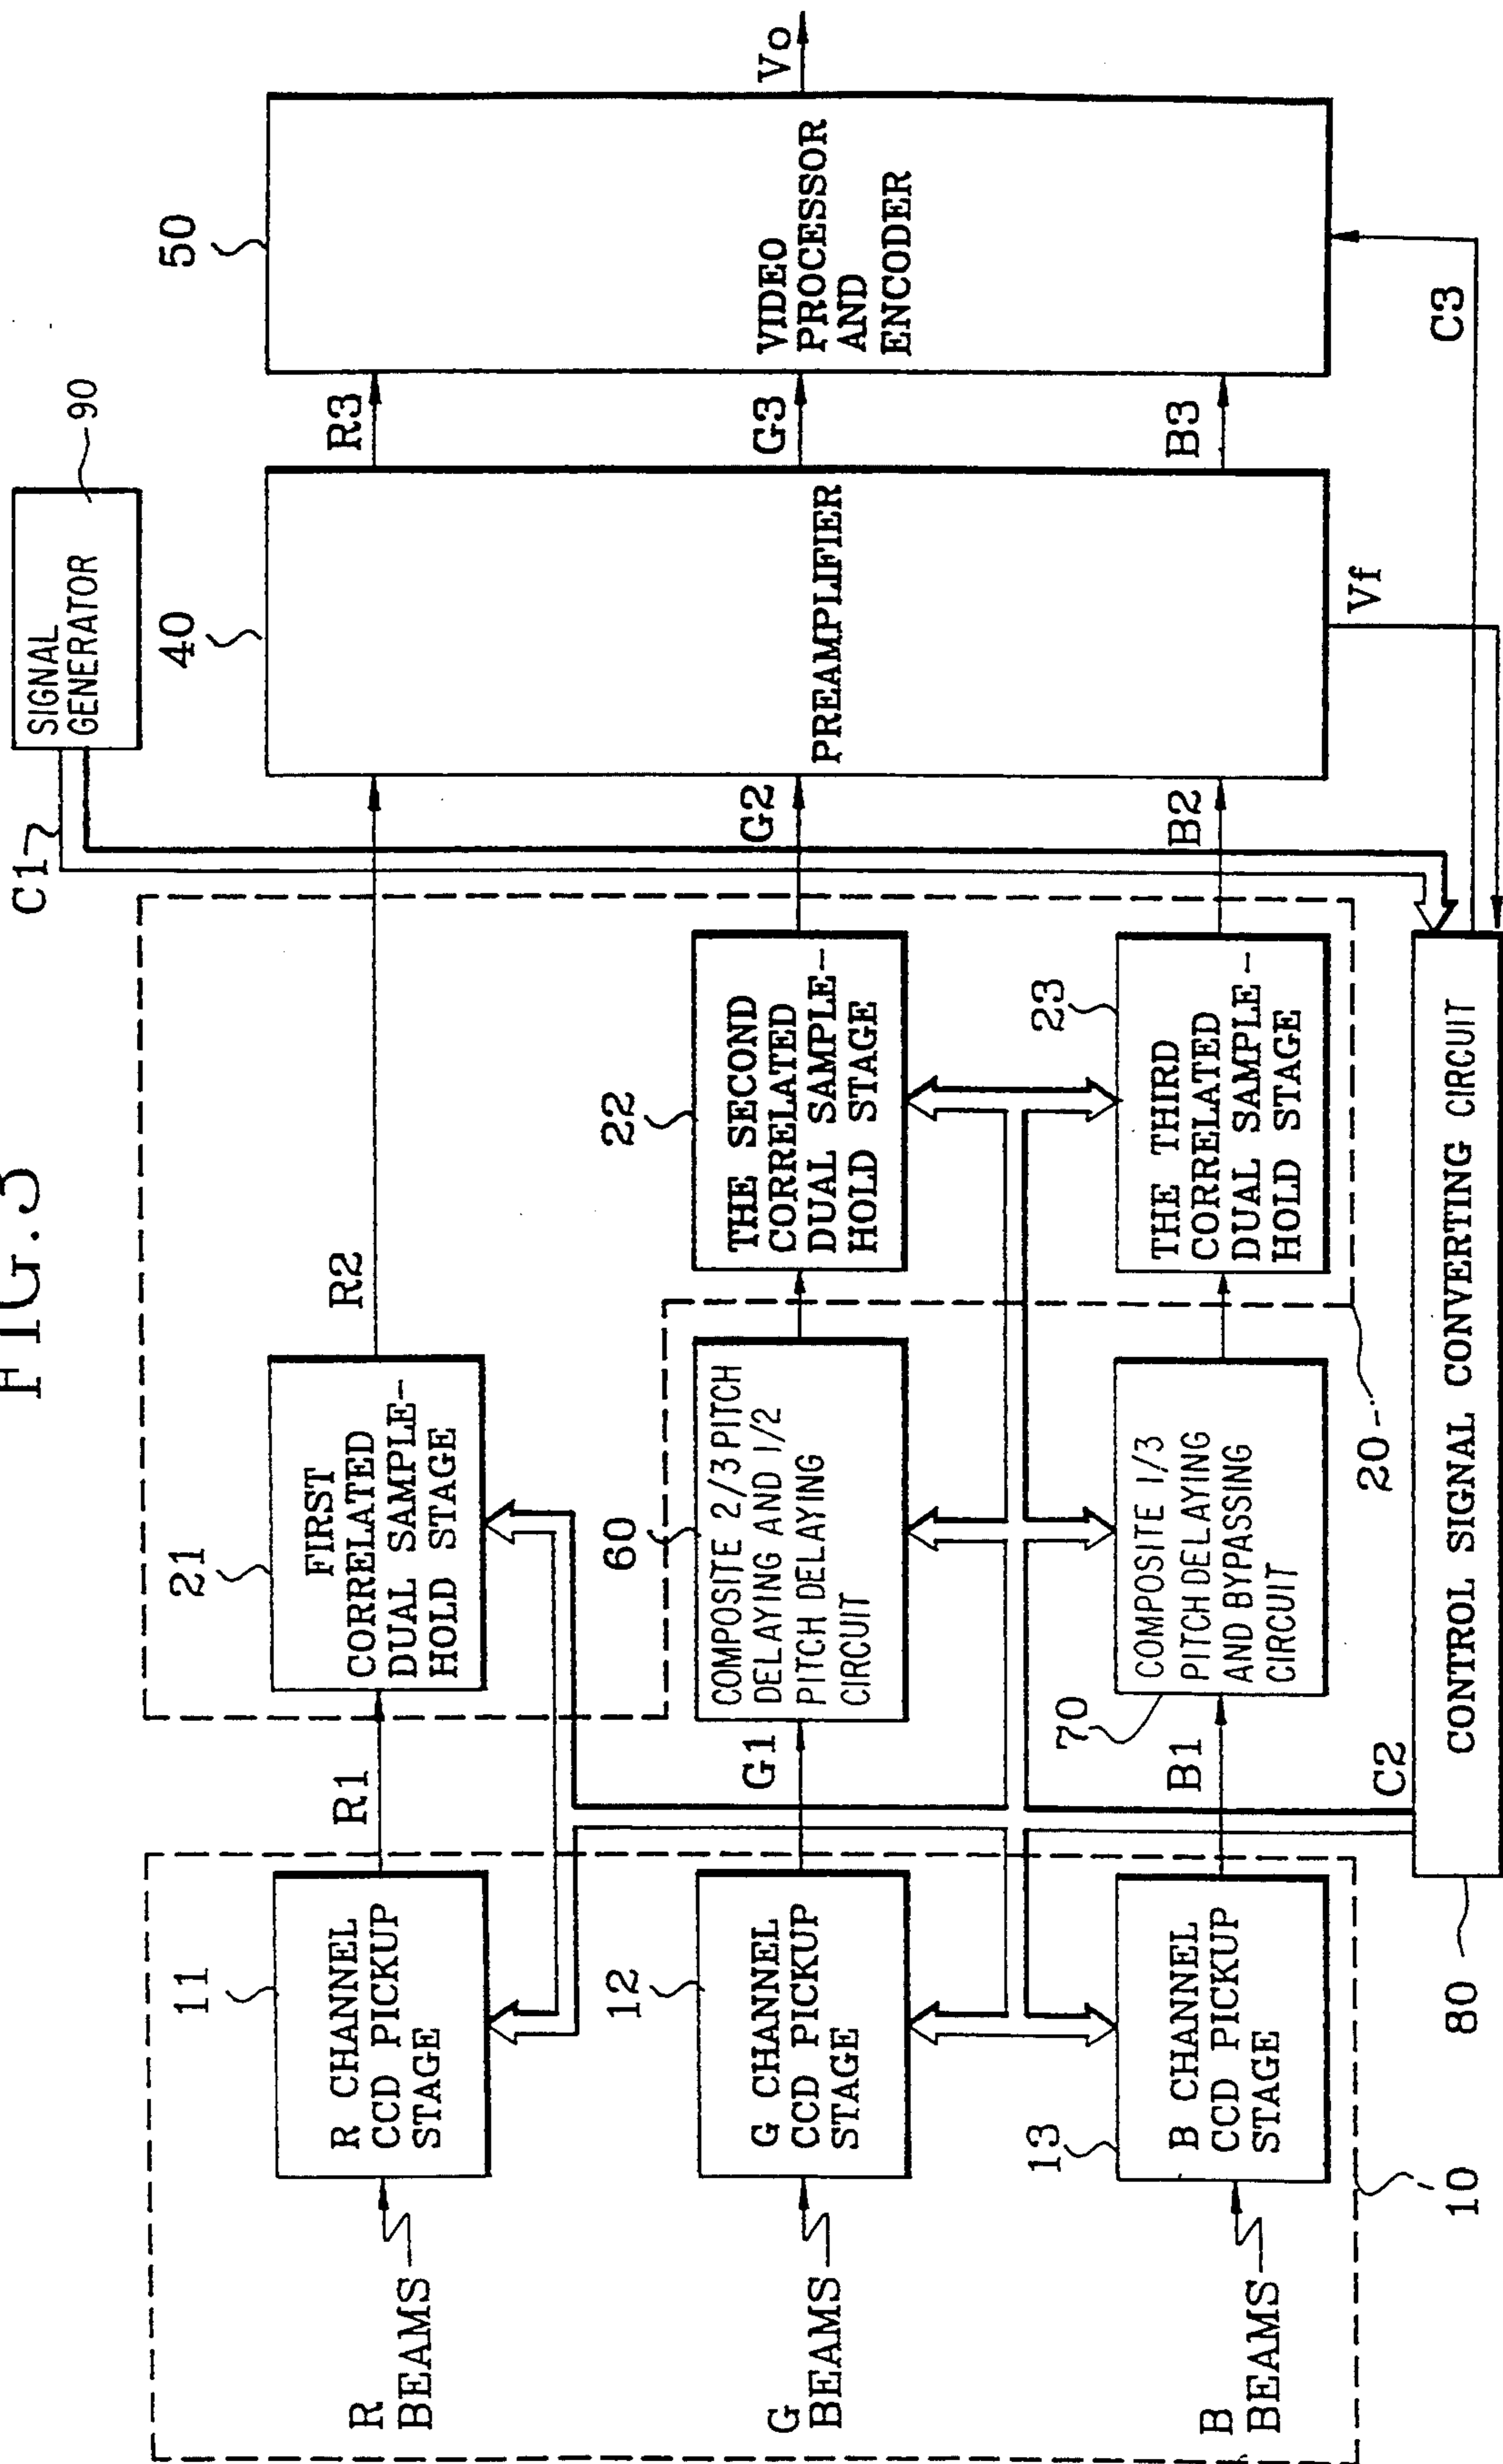 FIG.3
R
BEAMS
11
R CHANNEL
CCD PICKUP
STAGE
R1
21
FIRST
CORRELATED
DUAL SAMPLE-
HOLD STAGE
R2
C1
SIGNAL
GENERATOR
90
40
PREAMPLIFIER
R3
50
VIDEO
PROCESSOR
AND
ENCODER
Vo
G
BEAMS
12
G CHANNEL
CCD PICKUP
STAGE
G1
60
COMPOSITE 2/3 PITCH
DELAYING AND 1/2
PITCH DELAYING
CIRCUIT
22
THE SECOND
CORRELATED
DUAL SAMPLE-
HOLD STAGE
G2
G3
B
BEAMS
13
B CHANNEL
CCD PICKUP
STAGE
B1
70
COMPOSITE 1/3
PITCH DELAYING
AND BYPASSING
CIRCUIT
23
THE THIRD
CORRELATED
DUAL SAMPLE-
HOLD STAGE
B2
B3
10
20
80
C2
CONTROL SIGNAL CONVERTING CIRCUIT
Vf
C3